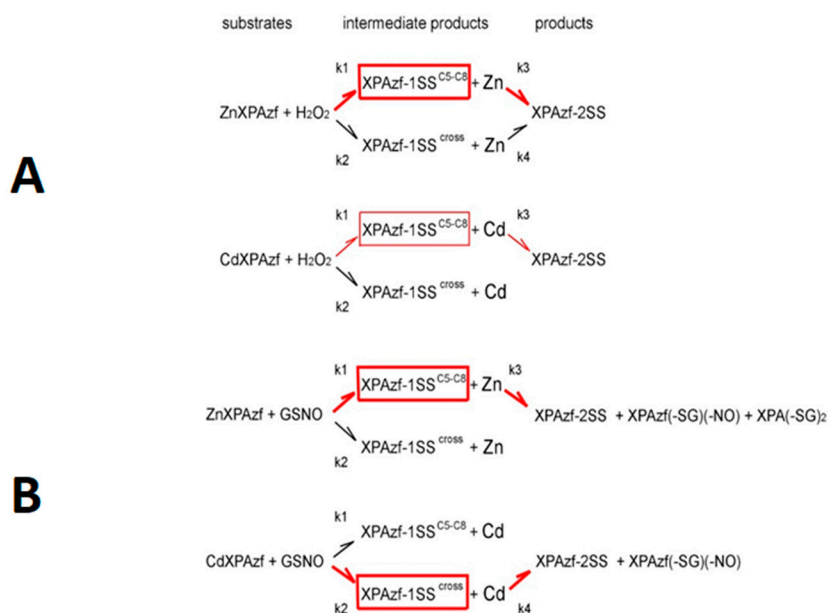 substrates intermediate products products
k1 k3
XPAzf-1SS C5-C8 + Zn
ZnXPAzf + H2O2 XPAzf-2SS
XPAzf-1SS cross + Zn
k2 k4
A
k1 k3
XPAzf-1SS C5-C8 + Cd
CdXPAzf + H2O2 XPAzf-2SS
XPAzf-1SS cross + Cd
k2
k1 k3
XPAzf-1SS C5-C8 + Zn
ZnXPAzf + GSNO XPAzf-2SS + XPAzf(-SG)(-NO) + XPA(-SG)2
XPAzf-1SS cross + Zn
k2
B
k1
XPAzf-1SS C5-C8 + Cd
CdXPAzf + GSNO XPAzf-2SS + XPAzf(-SG)(-NO)
XPAzf-1SS cross + Cd
k2 k4